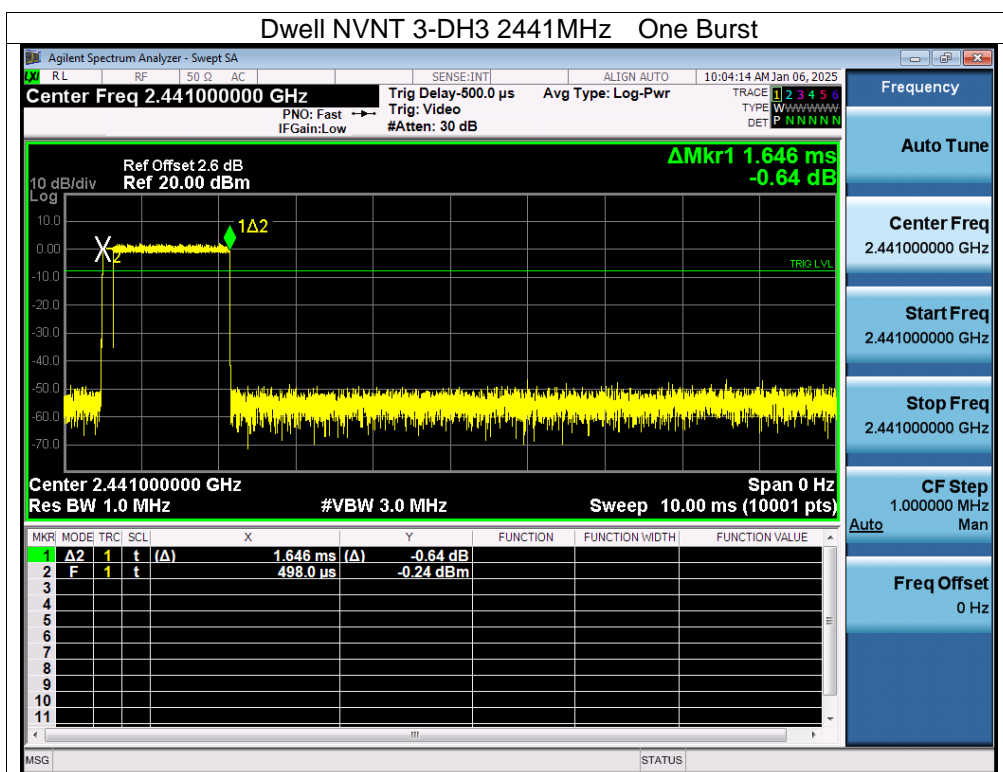 Dwell NVNT 3-DH3 2441MHz One Burst
Agilent Spectrum Analyzer - Swept SA
LXI RL RF 50 Ω AC SENSE:INT ALIGN AUTO 10:04:14 AM Jan 06, 2025
Center Freq 2.441000000 GHz Trig Delay-500.0 µs Avg Type: Log-Pwr TRACE 1 2 3 4 5 6
PNO: Fast Trig: Video TYPE WWWWWW
IFGain:Low #Atten: 30 dB DET P NNNNN
ΔMkr1 1.646 ms
-0.64 dB
Ref Offset 2.6 dB
10 dB/div Ref 20.00 dBm
Log
10.0
0.00
-10.0
-20.0
-30.0
-40.0
-50.0
-60.0
-70.0
1Δ2
X2
TRIG LVL
Center 2.441000000 GHz Span 0 Hz
Res BW 1.0 MHz #VBW 3.0 MHz Sweep 10.00 ms (10001 pts)
MKR MODE TRC SCL X Y FUNCTION FUNCTION WIDTH FUNCTION VALUE
1 Δ2 1 t (Δ) 1.646 ms (Δ) -0.64 dB
2 F 1 t 498.0 µs -0.24 dBm
3
4
5
6
7
8
9
10
11
MSG STATUS
Frequency
Auto Tune
Center Freq
2.441000000 GHz
Start Freq
2.441000000 GHz
Stop Freq
2.441000000 GHz
CF Step
1.000000 MHz
Auto Man
Freq Offset
0 Hz